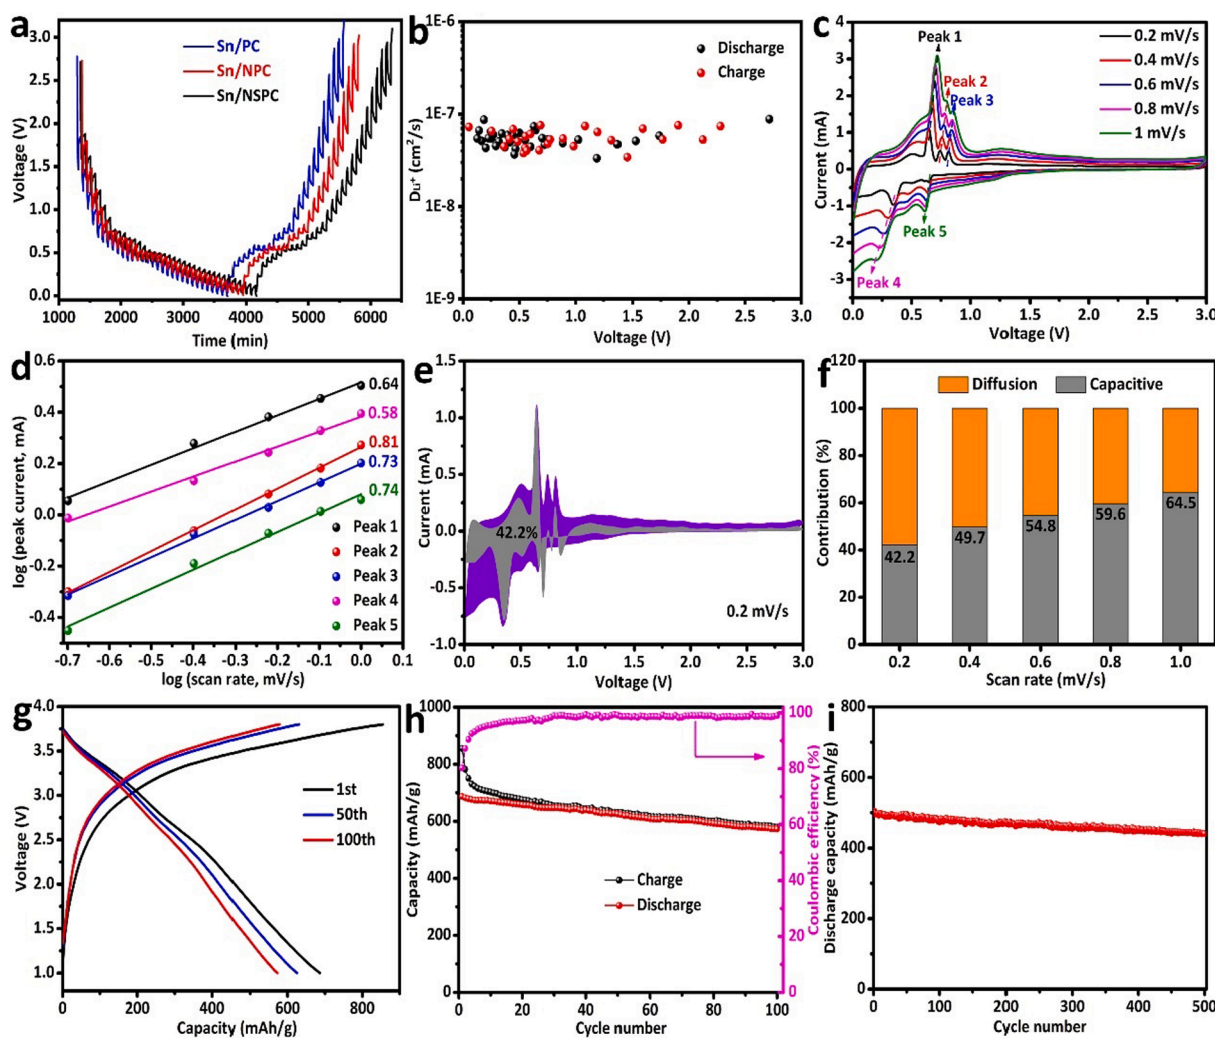 a
3.0
2.5
2.0
1.5
1.0
0.5
0.0
Voltage (V)
Sn/PC
Sn/NPC
Sn/NSPC
1000 2000 3000 4000 5000 6000
Time (min)
b
1E-6
1E-7
1E-8
1E-9
Du⁺ (cm²/s)
Discharge
Charge
0.0 0.5 1.0 1.5 2.0 2.5 3.0
Voltage (V)
c
4
3
2
1
0
-1
-2
-3
Current (mA)
Peak 1
Peak 2
Peak 3
Peak 4
Peak 5
0.2 mV/s
0.4 mV/s
0.6 mV/s
0.8 mV/s
1 mV/s
0.0 0.5 1.0 1.5 2.0 2.5 3.0
Voltage (V)
d
0.6
0.4
0.2
0.0
-0.2
-0.4
log (peak current, mA)
0.64
0.58
0.81
0.73
0.74
Peak 1
Peak 2
Peak 3
Peak 4
Peak 5
-0.7 -0.6 -0.5 -0.4 -0.3 -0.2 -0.1 0.0 0.1
log (scan rate, mV/s)
e
1.5
1.0
0.5
0.0
-0.5
-1.0
Current (mA)
42.2%
0.2 mV/s
0.0 0.5 1.0 1.5 2.0 2.5 3.0
Voltage (V)
f
120
100
80
60
40
20
0
Contribution (%)
Diffusion
Capacitive
42.2
49.7
54.8
59.6
64.5
0.2 0.4 0.6 0.8 1.0
Scan rate (mV/s)
g
4.0
3.5
3.0
2.5
2.0
1.5
1.0
Voltage (V)
1st
50th
100th
0 200 400 600 800
Capacity (mAh/g)
h
1000
800
600
400
200
0
Capacity (mAh/g)
Charge
Discharge
100
80
60
40
20
0
Coulombic efficiency (%)
0 20 40 60 80 100
Cycle number
i
800
600
400
200
0
Discharge capacity (mAh/g)
0 100 200 300 400 500
Cycle number